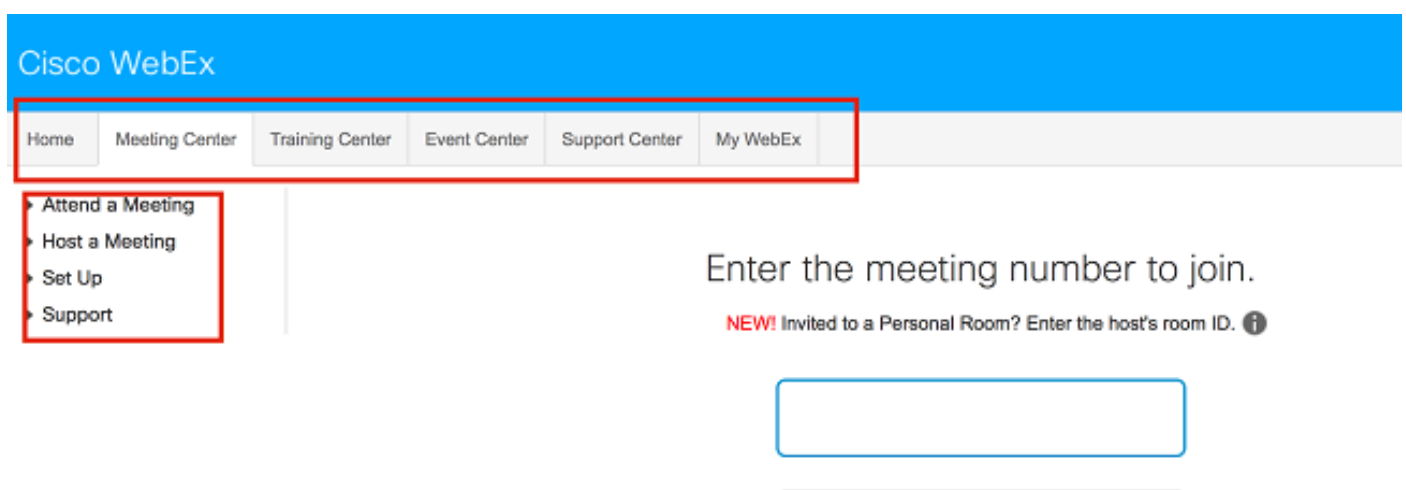 Cisco WebEx
Home Meeting Center Training Center Event Center Support Center My WebEx
Attend a Meeting
Host a Meeting
Set Up
Support
Enter the meeting number to join.
NEW! Invited to a Personal Room? Enter the host's room ID.